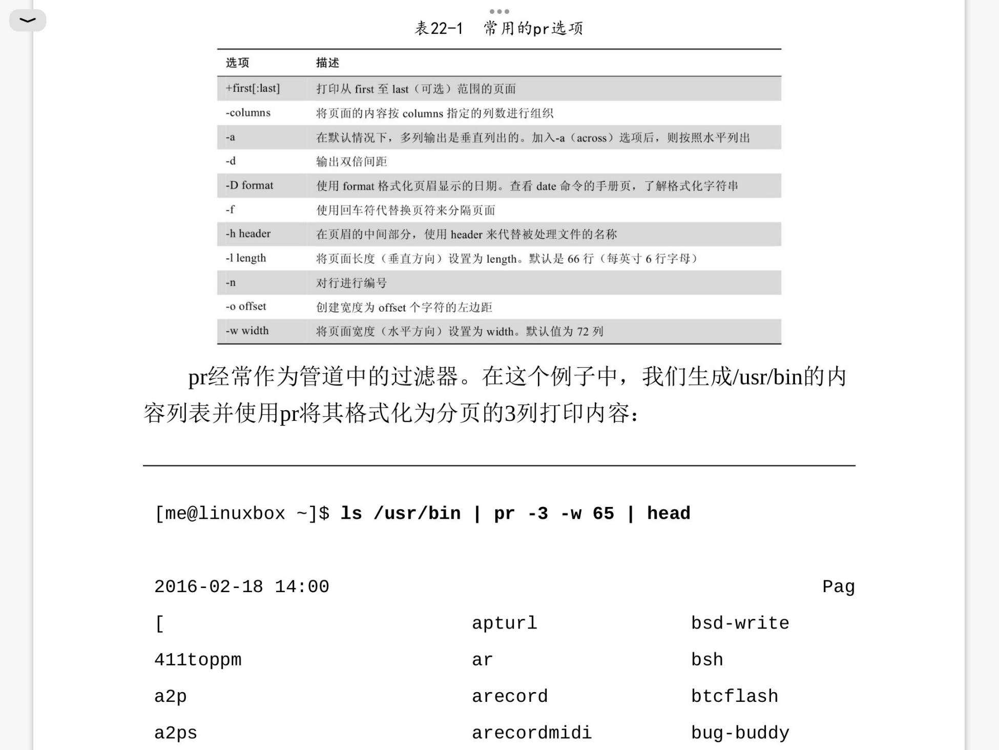 表22-1 常用的pr选项
选项 描述
+first[:last] 打印从 first 至 last（可选）范围的页面
-columns 将页面的内容按 columns 指定的列数进行组织
-a 在默认情况下，多列输出是垂直列出的。加入-a（across）选项后，则按照水平列出
-d 输出双倍间距
-D format 使用 format 格式化页眉显示的日期。查看 date 命令的手册页，了解格式化字符串
-f 使用回车符代替换页符来分隔页面
-h header 在页眉的中间部分，使用 header 来代替被处理文件的名称
-l length 将页面长度（垂直方向）设置为 length。默认是 66 行（每英寸 6 行字母）
-n 对行进行编号
-o offset 创建宽度为 offset 个字符的左边距
-w width 将页面宽度（水平方向）设置为 width。默认值为 72 列
pr经常作为管道中的过滤器。在这个例子中，我们生成/usr/bin的内
容列表并使用pr将其格式化为分页的3列打印内容：
[me@linuxbox ~]$ ls /usr/bin | pr -3 -w 65 | head
2016-02-18 14:00 Pag
[ apturl bsd-write
411toppm ar bsh
a2p arecord btcflash
a2ps arecordmidi bug-buddy